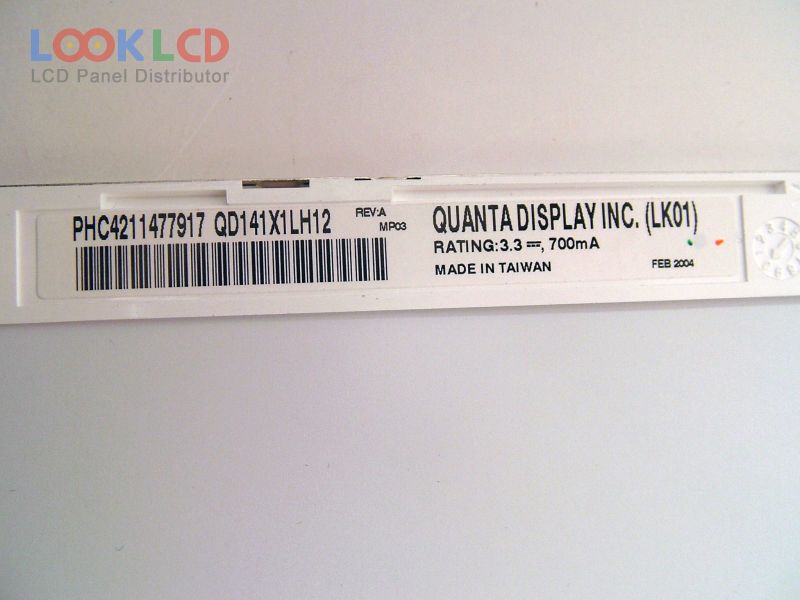 LOOK LCD
LCD Panel Distributor
PHC4211477917 QD141X1LH12
REV:A
MP03
QUANTA DISPLAY INC. (LK01)
RATING:3.3⎓, 700mA
MADE IN TAIWAN
FEB 2004